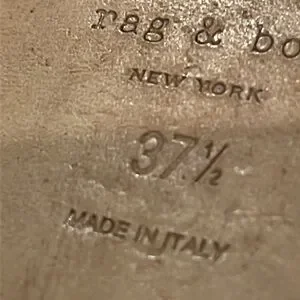 rag & bo
NEW YORK
37½
MADE IN ITALY